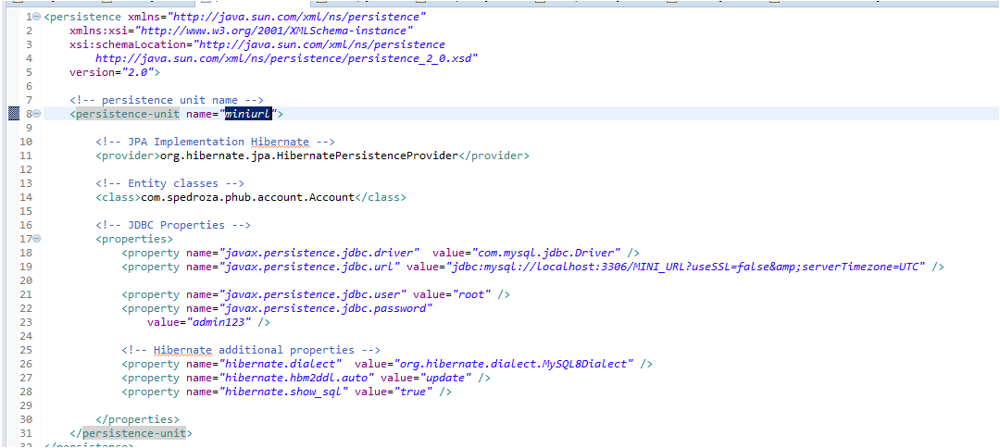 1 <persistence xmlns="http://java.sun.com/xml/ns/persistence"
2 xmlns:xsi="http://www.w3.org/2001/XMLSchema-instance"
3 xsi:schemaLocation="http://java.sun.com/xml/ns/persistence
4 http://java.sun.com/xml/ns/persistence/persistence_2_0.xsd"
5 version="2.0">
6
7 <!-- persistence unit name -->
8 <persistence-unit name="miniurl">
9
10 <!-- JPA Implementation Hibernate -->
11 <provider>org.hibernate.jpa.HibernatePersistenceProvider</provider>
12
13 <!-- Entity classes -->
14 <class>com.spedroza.phub.account.Account</class>
15
16 <!-- JDBC Properties -->
17 <properties>
18 <property name="javax.persistence.jdbc.driver" value="com.mysql.jdbc.Driver" />
19 <property name="javax.persistence.jdbc.url" value="jdbc:mysql://localhost:3306/MINI_URL?useSSL=false&amp;serverTimezone=UTC" />
20
21 <property name="javax.persistence.jdbc.user" value="root" />
22 <property name="javax.persistence.jdbc.password"
23 value="admin123" />
24
25 <!-- Hibernate additional properties -->
26 <property name="hibernate.dialect" value="org.hibernate.dialect.MySQL8Dialect" />
27 <property name="hibernate.hbm2ddl.auto" value="update" />
28 <property name="hibernate.show_sql" value="true" />
29
30 </properties>
31 </persistence-unit>
32 </persistence>